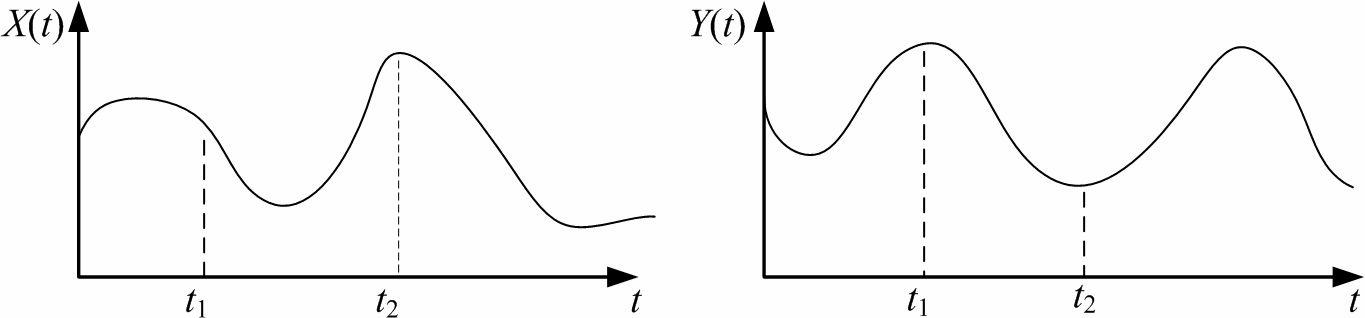 X(t)
t₁
t₂
t
Y(t)
t₁
t₂
t